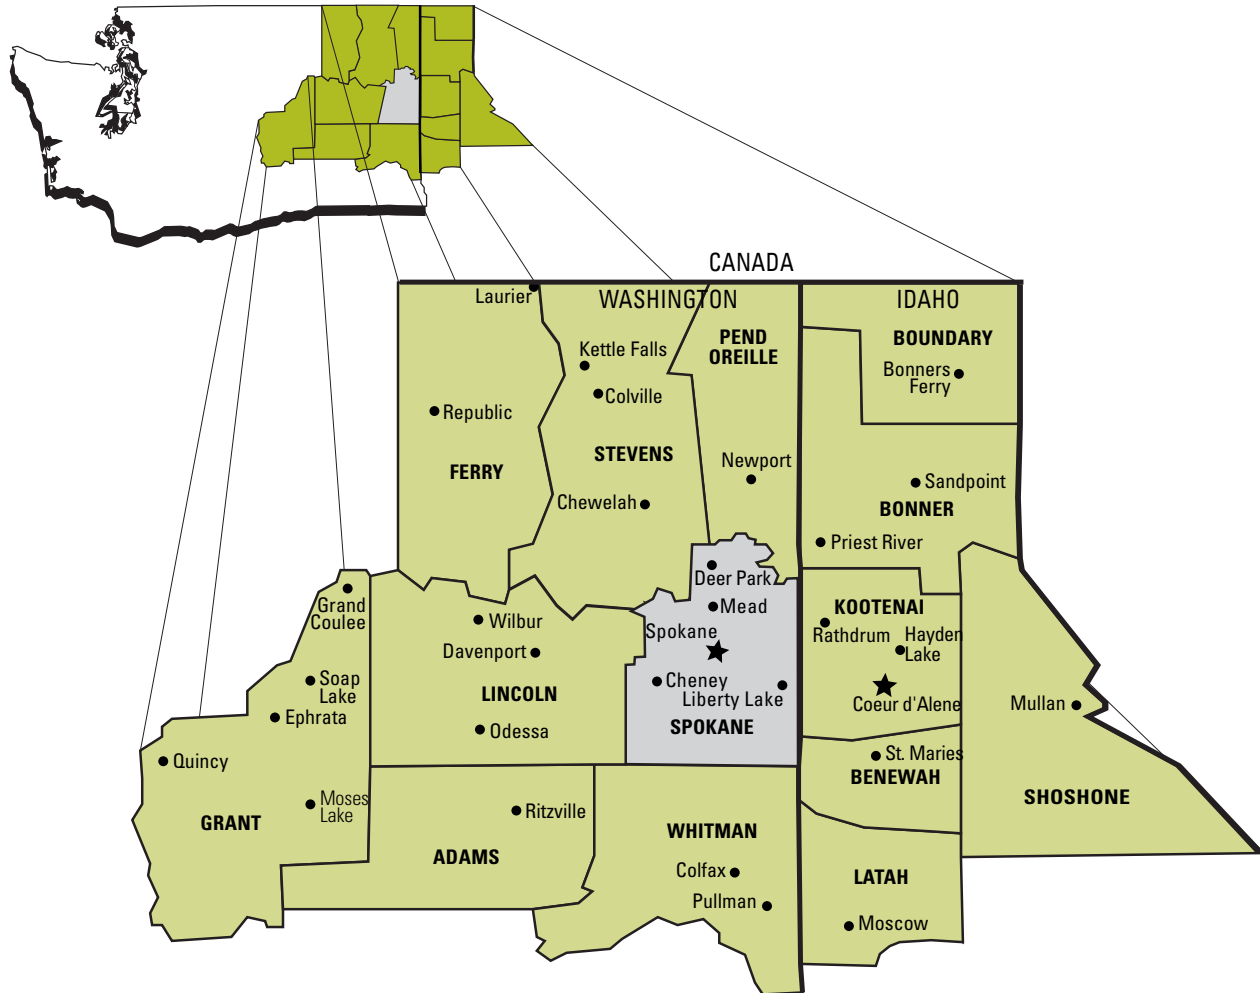 CANADA
Laurier
WASHINGTON
IDAHO
PEND
OREILLE
BOUNDARY
Kettle Falls
Bonners
Ferry
Colville
Republic
STEVENS
FERRY
Newport
Chewelah
Sandpoint
BONNER
Priest River
Deer Park
Mead
Spokane
Cheney
Liberty Lake
SPOKANE
KOOTENAI
Rathdrum
Hayden
Lake
Coeur d'Alene
Grand
Coulee
Wilbur
Davenport
LINCOLN
Odessa
Soap
Lake
Ephrata
Quincy
Moses
Lake
GRANT
Mullan
SHOSHONE
St. Maries
BENEWAH
Ritzville
ADAMS
WHITMAN
Colfax
Pullman
LATAH
Moscow